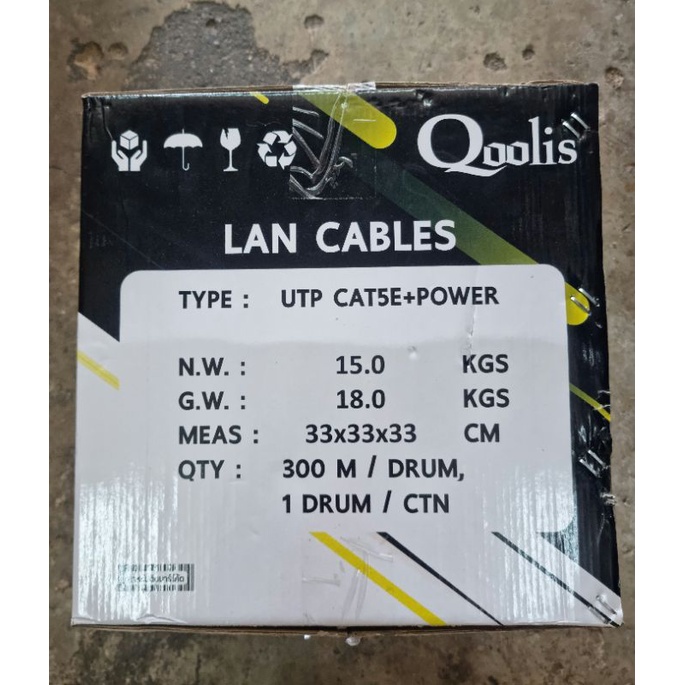 Qoolis
LAN CABLES
TYPE : UTP CAT5E+POWER
N.W. : 15.0 KGS
G.W. : 18.0 KGS
MEAS : 33x33x33 CM
QTY : 300 M / DRUM,
1 DRUM / CTN